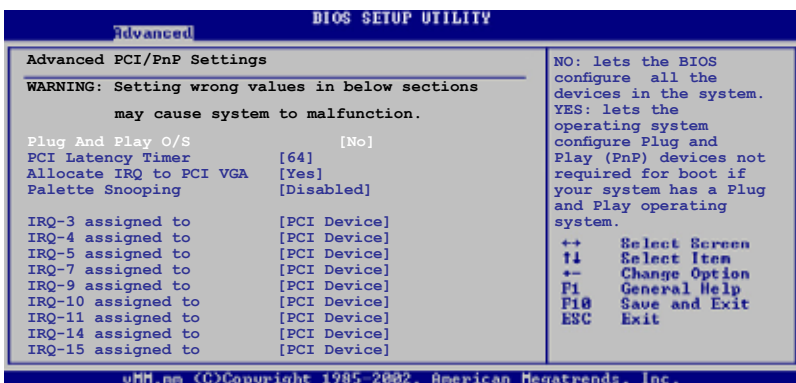 BIOS SETUP UTILITY
Advanced
Advanced PCI/PnP Settings
WARNING: Setting wrong values in below sections
may cause system to malfunction.
Plug And Play O/S [No]
PCI Latency Timer [64]
Allocate IRQ to PCI VGA [Yes]
Palette Snooping [Disabled]
IRQ-3 assigned to [PCI Device]
IRQ-4 assigned to [PCI Device]
IRQ-5 assigned to [PCI Device]
IRQ-7 assigned to [PCI Device]
IRQ-9 assigned to [PCI Device]
IRQ-10 assigned to [PCI Device]
IRQ-11 assigned to [PCI Device]
IRQ-14 assigned to [PCI Device]
IRQ-15 assigned to [PCI Device]
NO: lets the BIOS
configure all the
devices in the system.
YES: lets the
operating system
configure Plug and
Play (PnP) devices not
required for boot if
your system has a Plug
and Play operating
system.
↔ Select Screen
↑↓ Select Item
+- Change Option
F1 General Help
F10 Save and Exit
ESC Exit
vMM.nn (C)Copyright 1985-2002, American Megatrends, Inc.